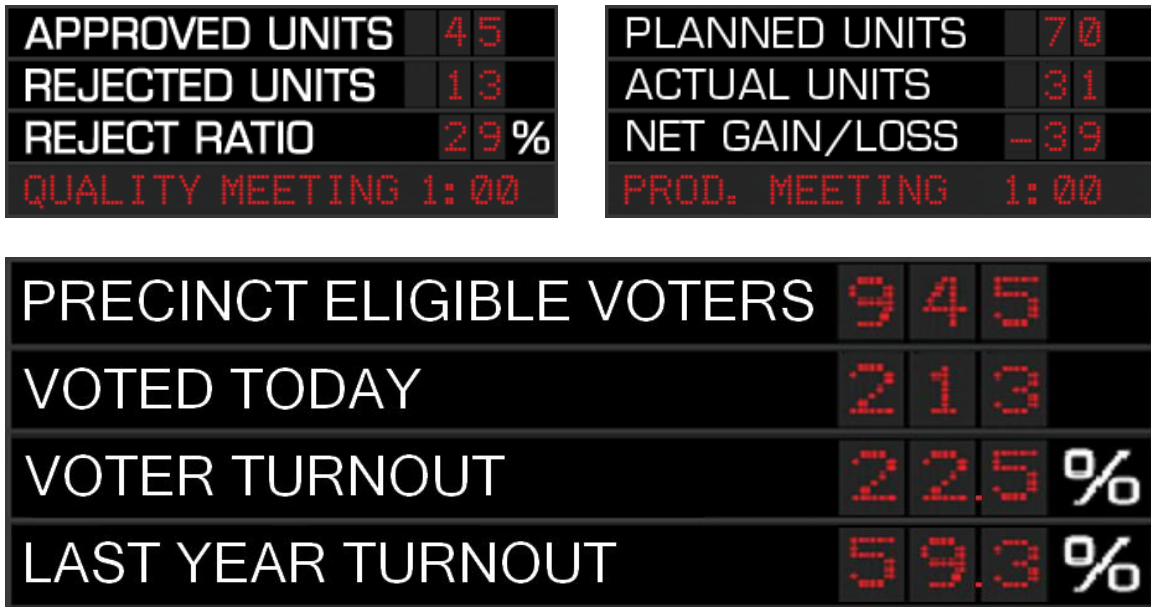 APPROVED UNITS 45
REJECTED UNITS 13
REJECT RATIO 29%
QUALITY MEETING 1:00
PLANNED UNITS 70
ACTUAL UNITS 31
NET GAIN/LOSS -39
PROD. MEETING 1:00
PRECINCT ELIGIBLE VOTERS 945
VOTED TODAY 213
VOTER TURNOUT 22.5%
LAST YEAR TURNOUT 59.3%